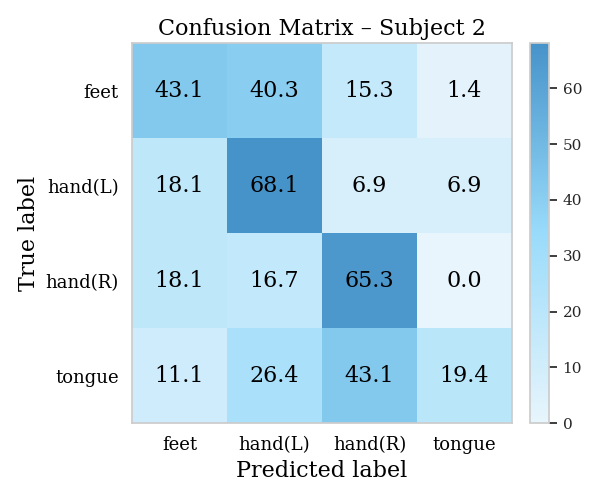 Confusion Matrix – Subject 2
True label
feet 43.1 40.3 15.3 1.4
hand(L) 18.1 68.1 6.9 6.9
hand(R) 18.1 16.7 65.3 0.0
tongue 11.1 26.4 43.1 19.4
feet hand(L) hand(R) tongue
Predicted label
60
50
40
30
20
10
0